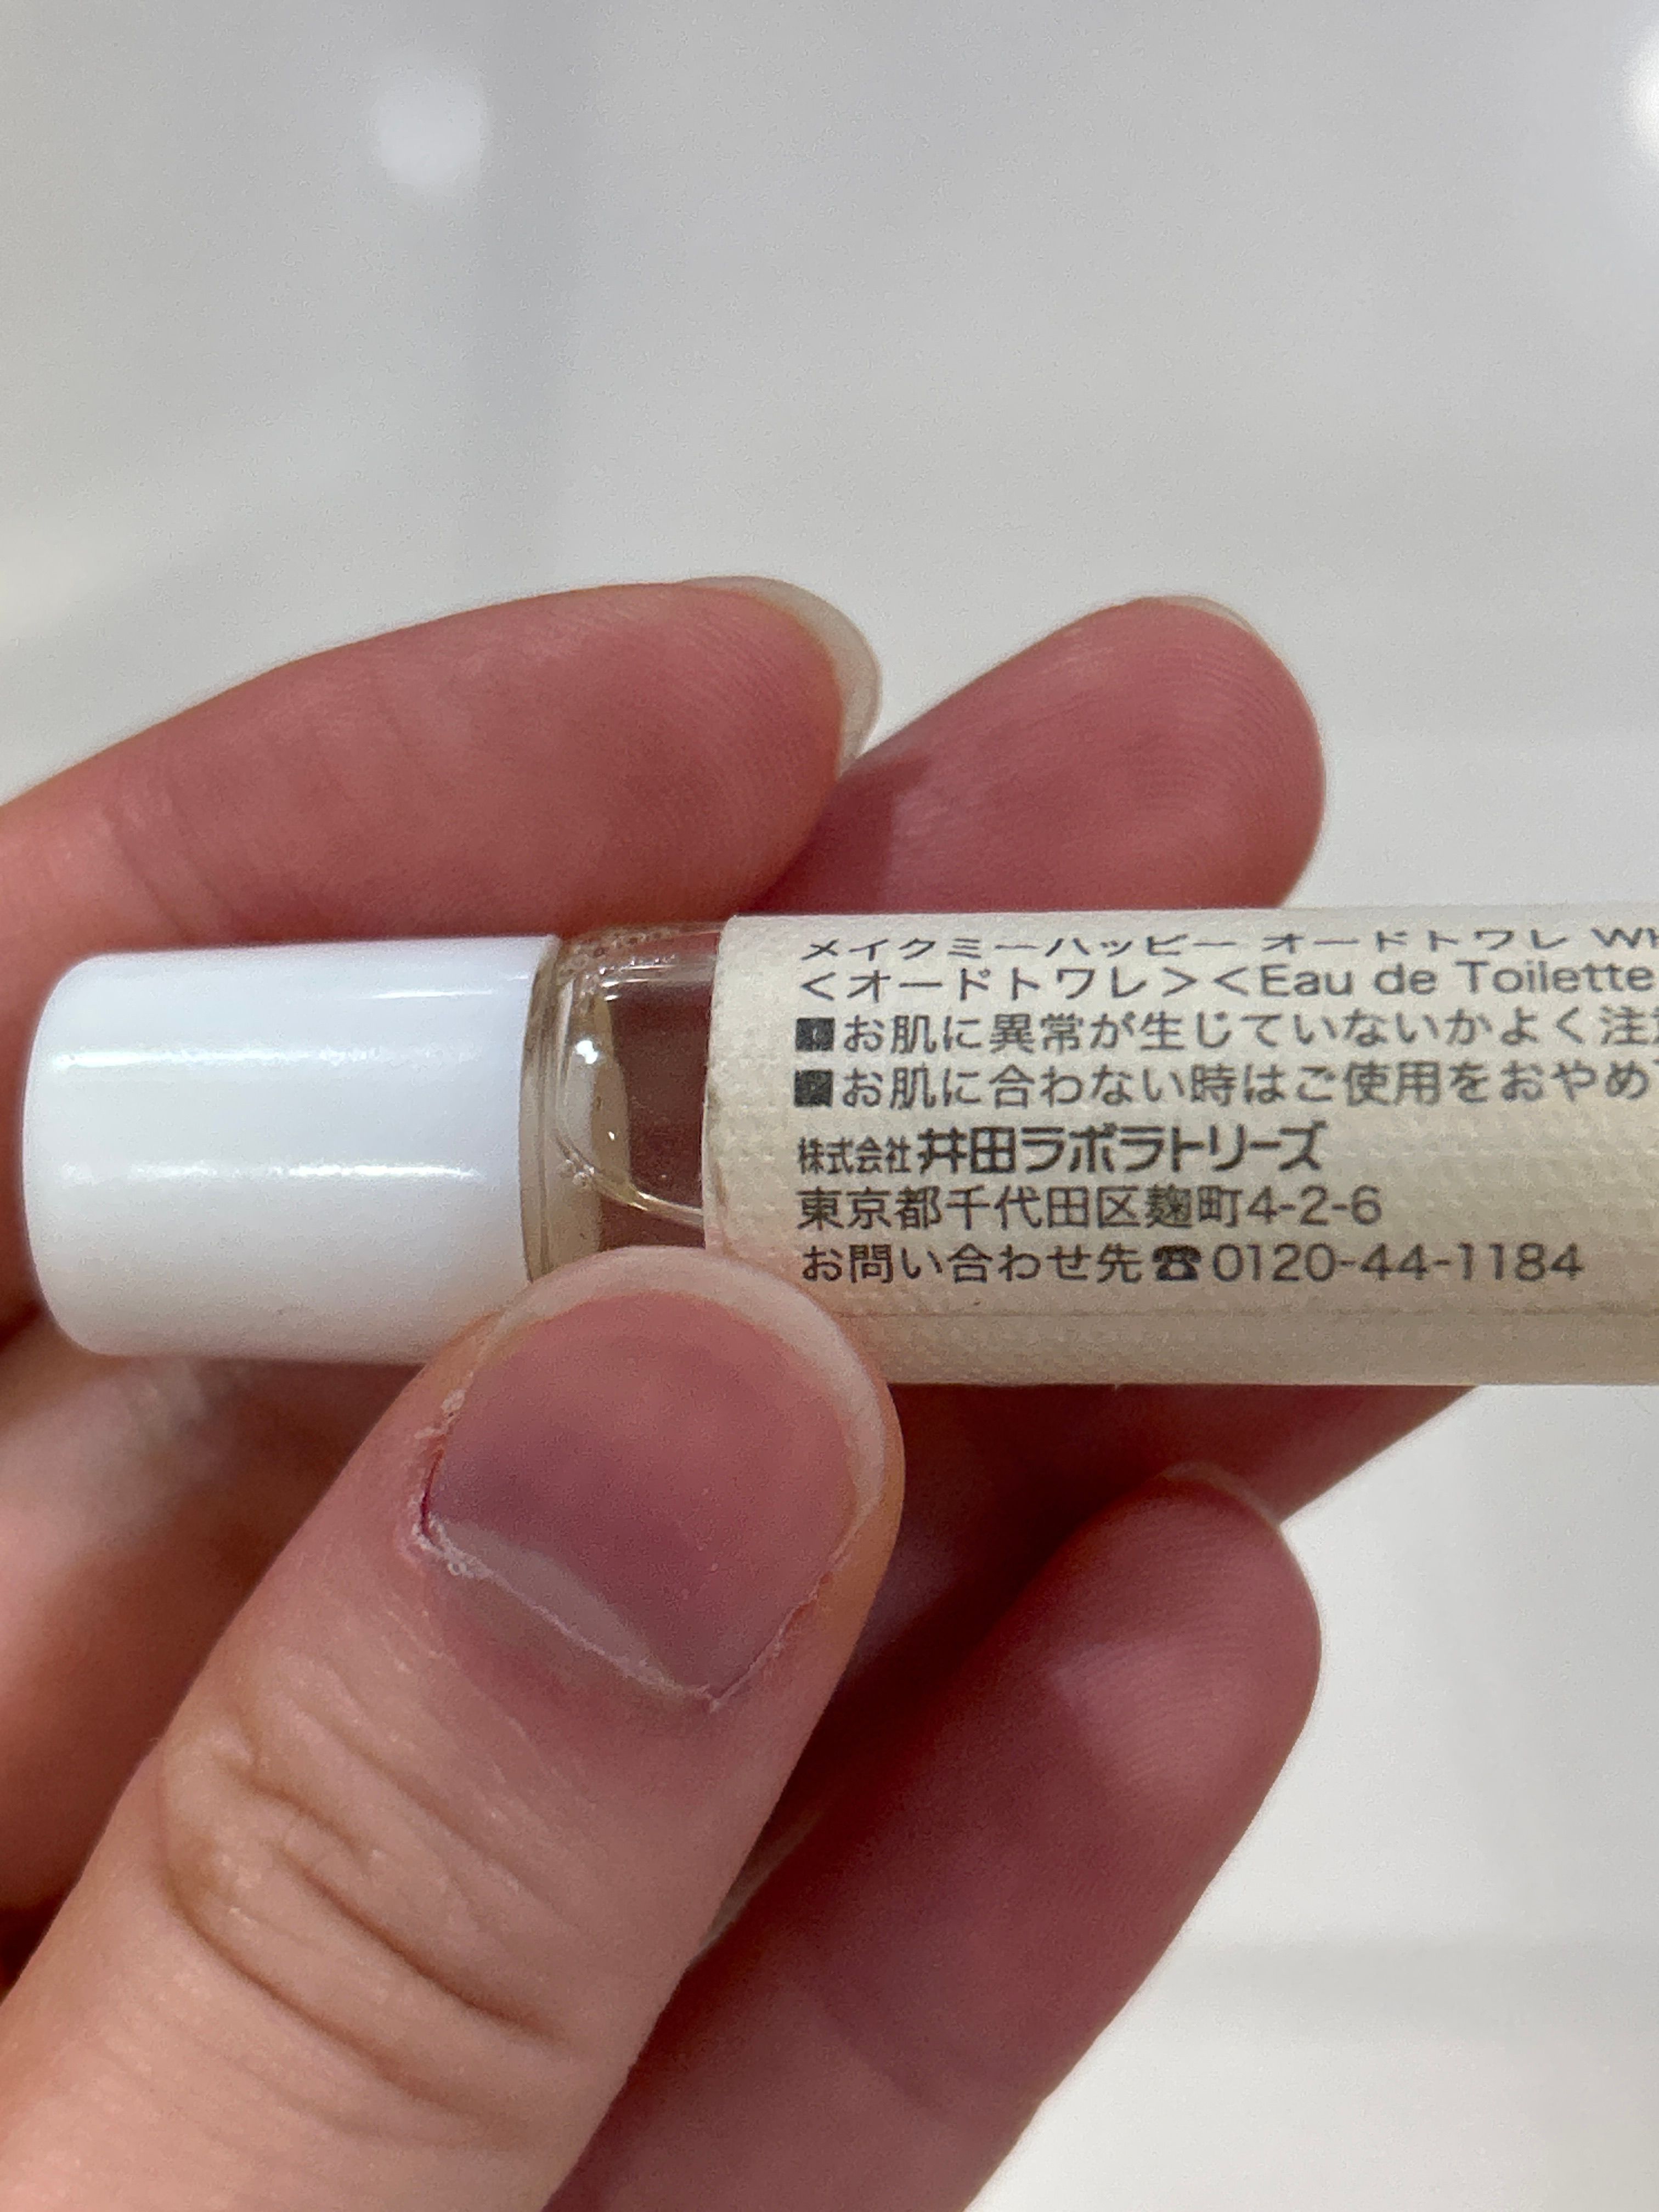 メイクミーハッピー オードトワレ WH
<オードトワレ><Eau de Toilette
■お肌に異常が生じていないかよく注意
■お肌に合わない時はご使用をおやめ
株式会社井田ラボラトリーズ
東京都千代田区麹町4-2-6
お問い合わせ先☎0120-44-1184